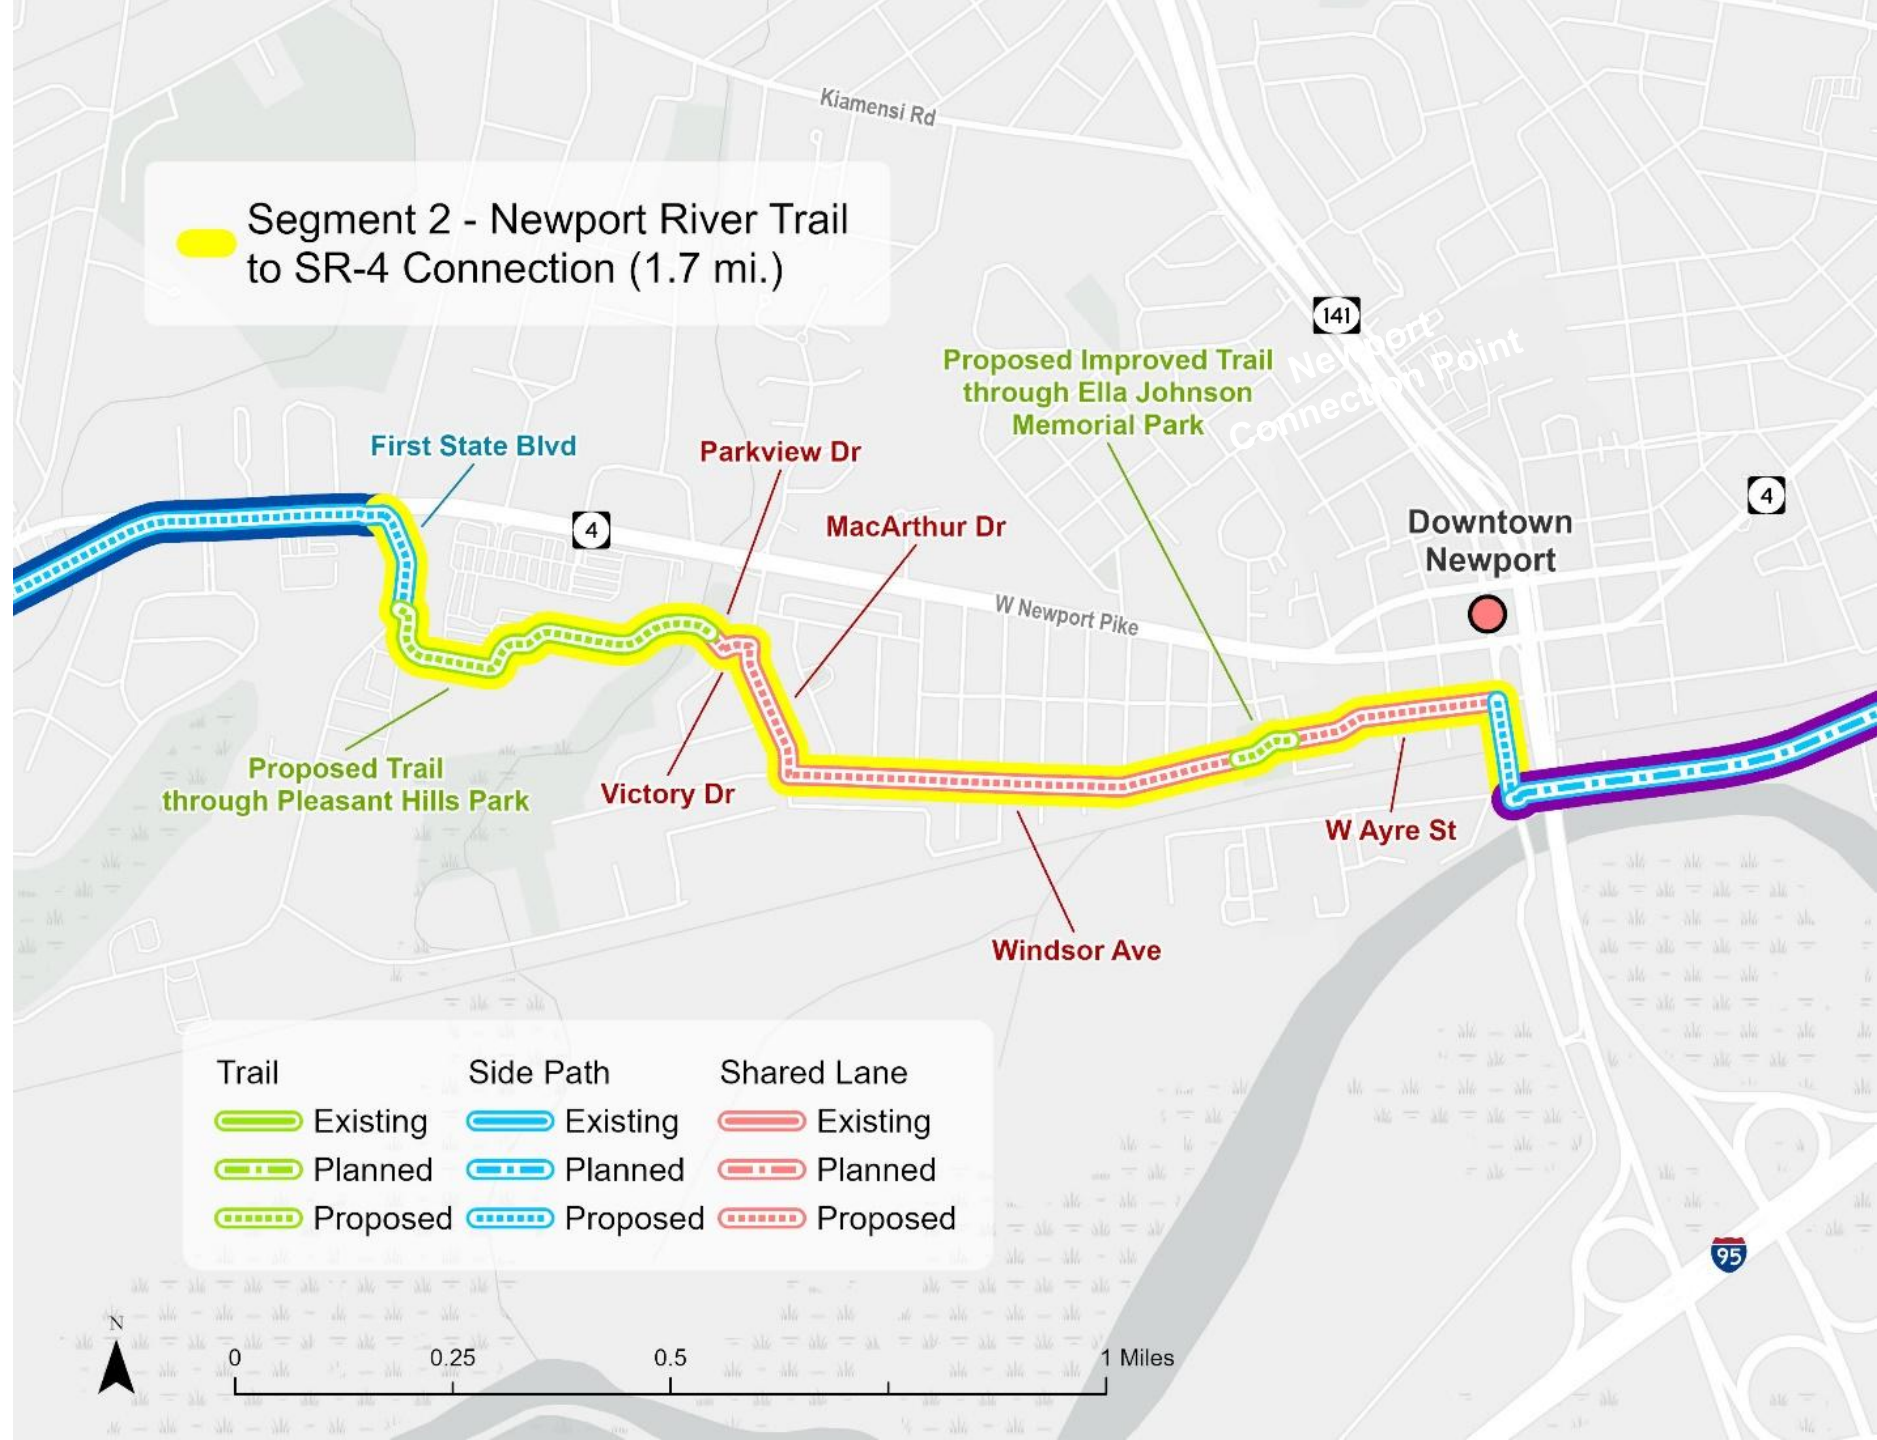 Kiamensi Rd
Segment 2 - Newport River Trail
to SR-4 Connection (1.7 mi.)
141
Newport
Connection Point
Proposed Improved Trail
through Ella Johnson
Memorial Park
First State Blvd
Parkview Dr
4
MacArthur Dr
4
Downtown
Newport
W Newport Pike
Proposed Trail
through Pleasant Hills Park
Victory Dr
W Ayre St
Windsor Ave
Trail
Existing
Planned
Proposed
Side Path
Existing
Planned
Proposed
Shared Lane
Existing
Planned
Proposed
95
N
0 0.25 0.5 1 Miles